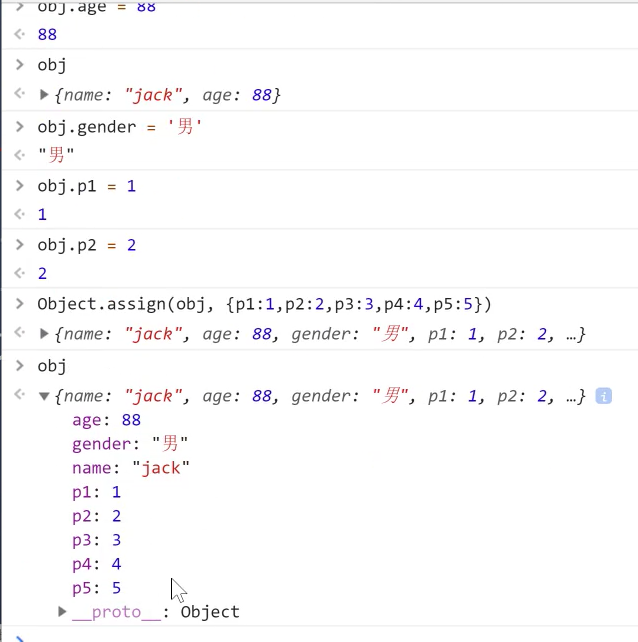 obj.age = 88
88
obj
{name: "jack", age: 88}
obj.gender = '男'
"男"
obj.p1 = 1
1
obj.p2 = 2
2
Object.assign(obj, {p1:1,p2:2,p3:3,p4:4,p5:5})
{name: "jack", age: 88, gender: "男", p1: 1, p2: 2, …}
obj
{name: "jack", age: 88, gender: "男", p1: 1, p2: 2, …} i
age: 88
gender: "男"
name: "jack"
p1: 1
p2: 2
p3: 3
p4: 4
p5: 5
__proto__: Object